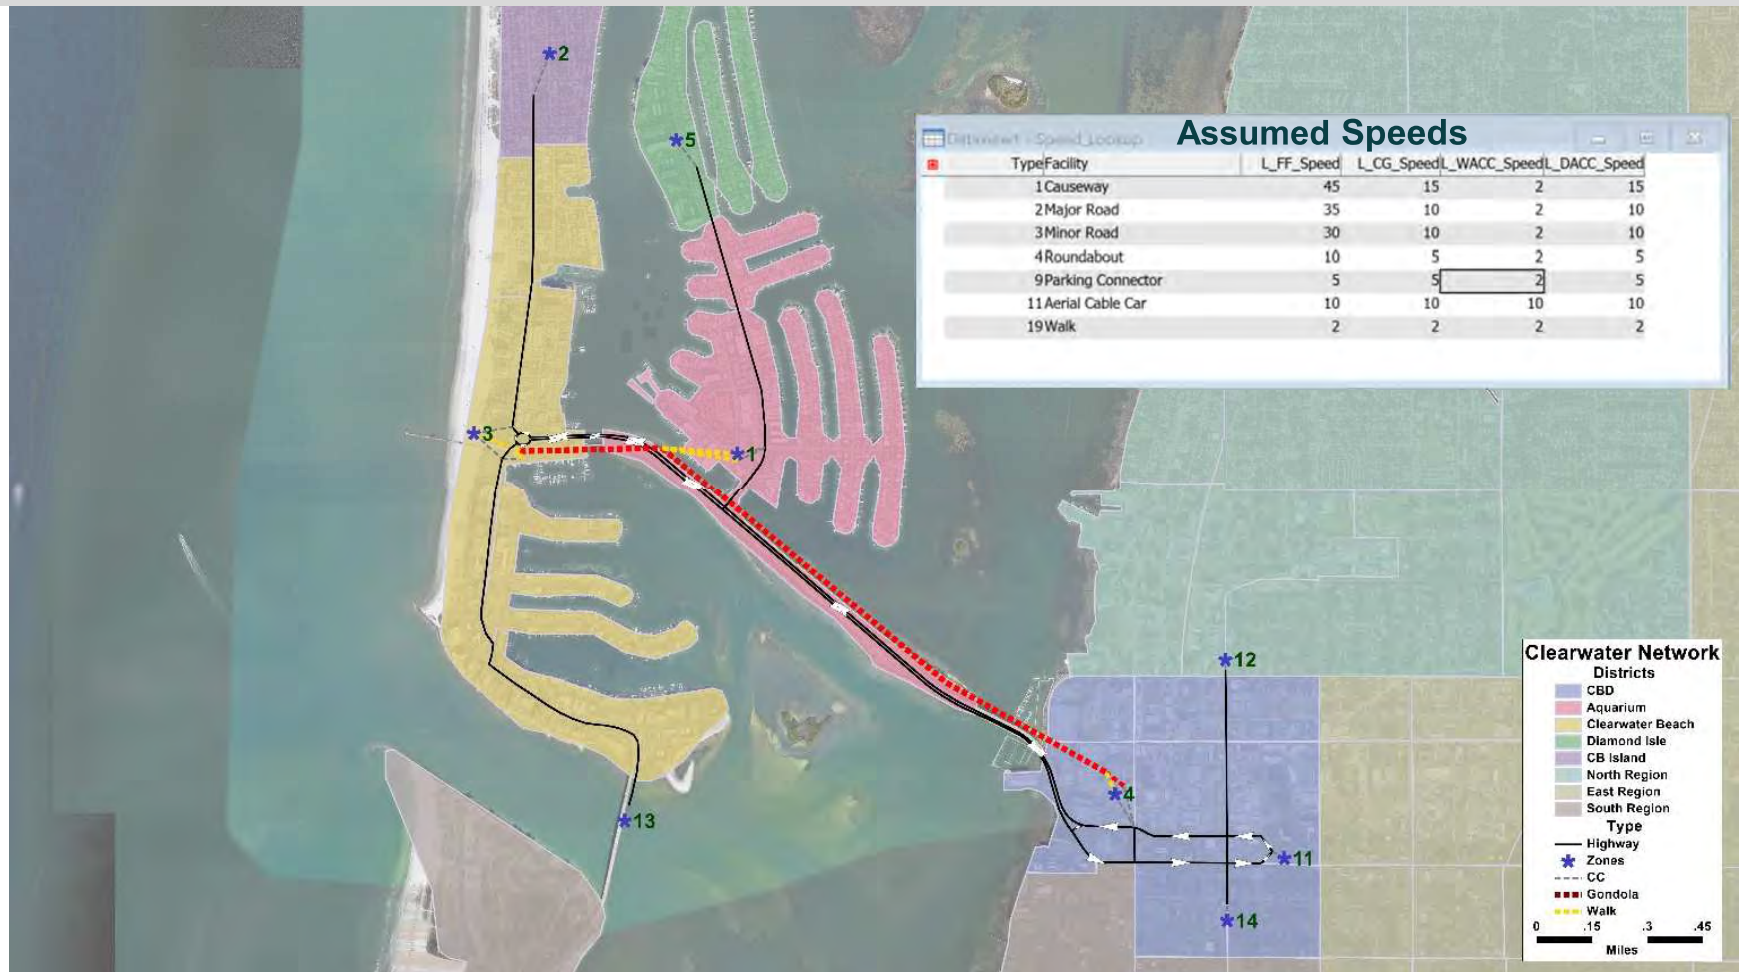 2
5
Assumed Speeds
Dataview1 - Speed_Lookup
Type Facility L_FF_Speed L_CG_Speed L_WACC_Speed L_DACC_Speed
1 Causeway 45 15 2 15
2 Major Road 35 10 2 10
3 Minor Road 30 10 2 10
4 Roundabout 10 5 2 5
9 Parking Connector 5 5 2 5
11 Aerial Cable Car 10 10 10 10
19 Walk 2 2 2 2
3
1
12
4
13
11
14
Clearwater Network
Districts
CBD
Aquarium
Clearwater Beach
Diamond Isle
CB Island
North Region
East Region
South Region
Type
Highway
Zones
CC
Gondola
Walk
0 .15 .3 .45
Miles